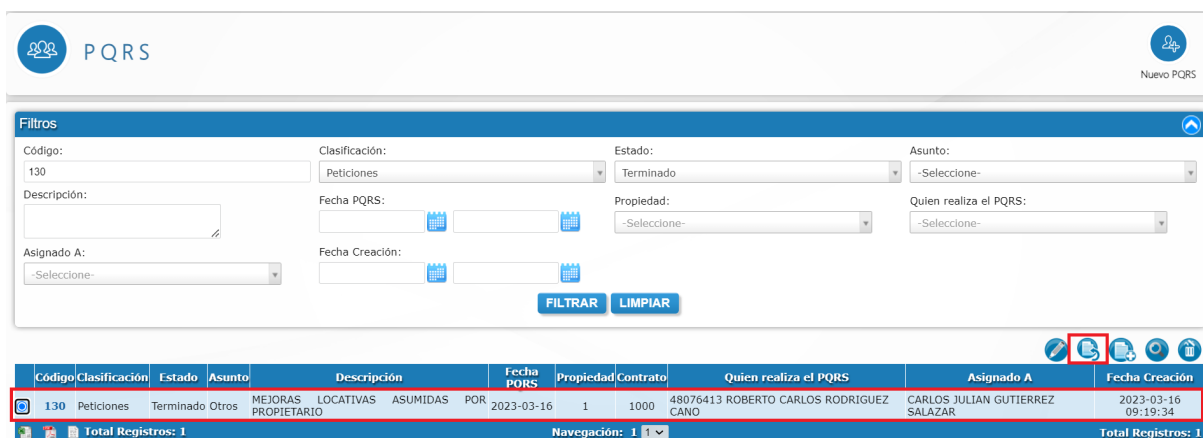 PQRS
Nuevo PQRS
Filtros
Código: Clasificación: Estado: Asunto:
130 Peticiones Terminado -Seleccione-
Descripción: Fecha PQRS: Propiedad: Quien realiza el PQRS:
-Seleccione- -Seleccione-
Asignado A: Fecha Creación:
-Seleccione-
FILTRAR LIMPIAR
Código Clasificación Estado Asunto Descripción Fecha PQRS Propiedad Contrato Quien realiza el PQRS Asignado A Fecha Creación
130 Peticiones Terminado Otros MEJORAS LOCATIVAS ASUMIDAS POR PROPIETARIO 2023-03-16 1 1000 48076413 ROBERTO CARLOS RODRIGUEZ CANO CARLOS JULIAN GUTIERREZ SALAZAR 2023-03-16 09:19:34
Total Registros: 1 Navegación: 1 1 Total Registros: 1